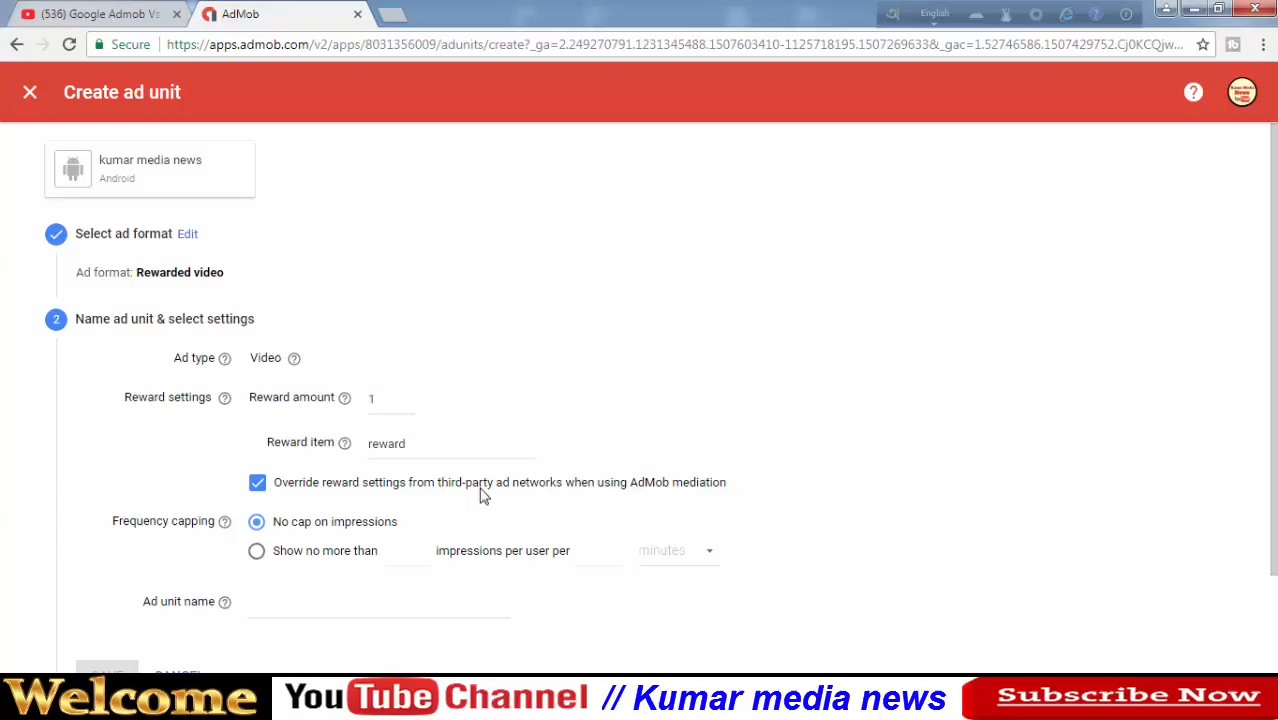 (536) Google Admob Vs
AdMob
English
Secure
https://apps.admob.com/v2/apps/8031356009/adunits/create?_ga=2.249270791.1231345488.1507603410-1125718195.1507269633&_gac=1.52746586.1507429752.Cj0KCQjw...
Create ad unit
kumar media news
Android
Select ad format Edit
Ad format: Rewarded video
2 Name ad unit & select settings
Ad type Video
Reward settings Reward amount 1
Reward item reward
Override reward settings from third-party ad networks when using AdMob mediation
Frequency capping No cap on impressions
Show no more than impressions per user per minutes
Ad unit name
Welcome YouTube Channel // Kumar media news Subscribe Now